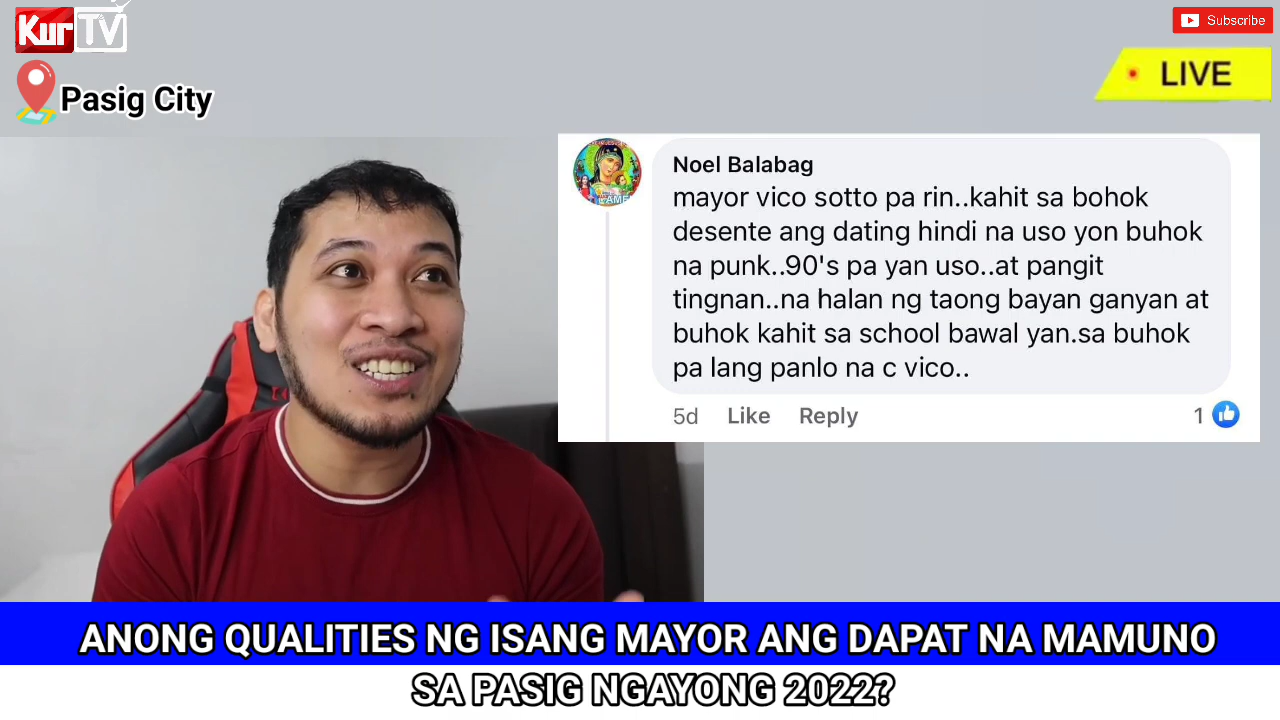 Kur TV
Subscribe
Pasig City
LIVE
Noel Balabag
mayor vico sotto pa rin..kahit sa bohok
desente ang dating hindi na uso yon buhok
na punk..90's pa yan uso..at pangit
tingnan..na halan ng taong bayan ganyan at
buhok kahit sa school bawal yan.sa buhok
pa lang panlo na c vico..
5d Like Reply 1
ANONG QUALITIES NG ISANG MAYOR ANG DAPAT NA MAMUNO
SA PASIG NGAYONG 2022?